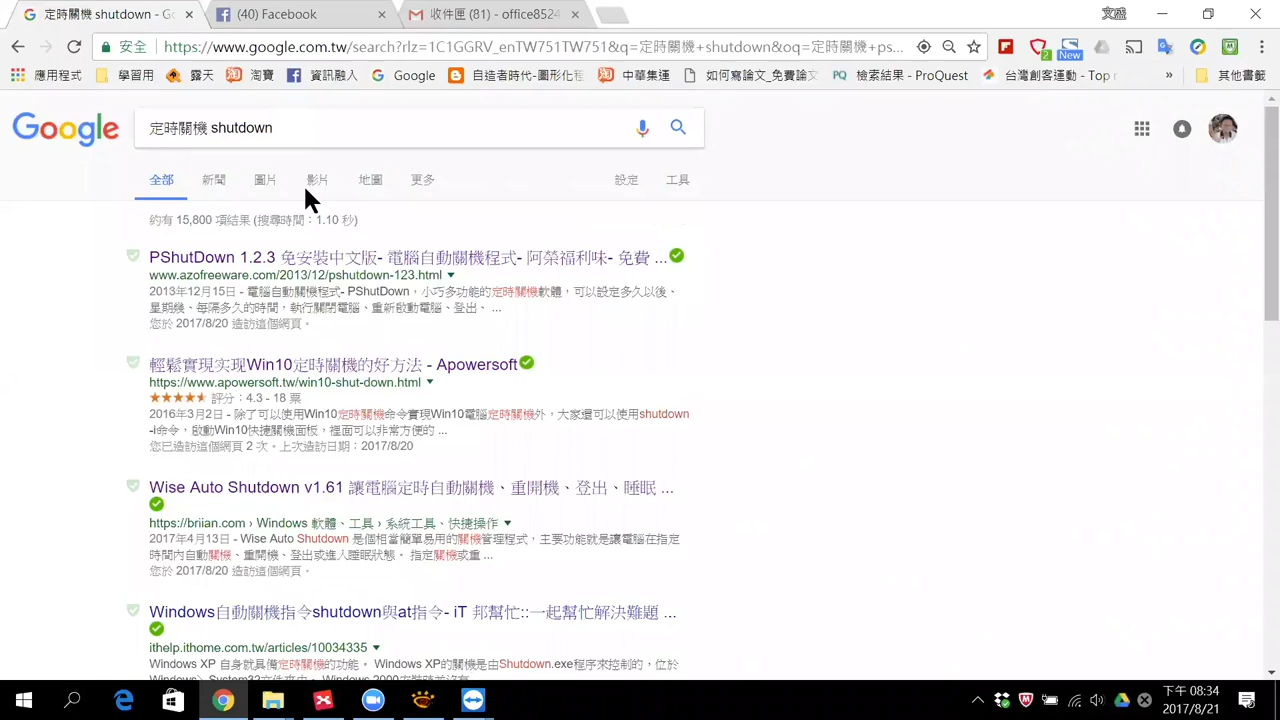 定時關機 shutdown - G
(40) Facebook
收件匣 (81) - office8524
文盛
安全
https://www.google.com.tw/search?rlz=1C1GGRV_enTW751TW751&q=定時關機+shutdown&oq=定時關機+ps...
2
New
應用程式
學習用
露天
淘寶
資訊融入
Google
自造者時代-圖形化程
中華集運
如何寫論文_免費論文
PQ
檢索結果 - ProQuest
台灣創客運動 - Top r
»
其他書籤
Google
定時關機 shutdown
全部
新聞
圖片
影片
地圖
更多
設定
工具
約有 15,800 項結果 (搜尋時間：1.10 秒)
PShutDown 1.2.3 免安裝中文版- 電腦自動關機程式- 阿榮福利味- 免費 ...
www.azofreeware.com/2013/12/pshutdown-123.html
2013年12月15日 - 電腦自動關機程式- PShutDown，小巧多功能的定時關機軟體，可以設定多久以後、
星期幾、每隔多久的時間，執行關閉電腦、重新啟動電腦、登出、 ...
您於 2017/8/20 造訪這個網頁。
輕鬆實現实现Win10定時關機的好方法 - Apowersoft
https://www.apowersoft.tw/win10-shut-down.html
評分：4.3 - 18 票
2016年3月2日 - 除了可以使用Win10定時關機命令實現Win10電腦定時關機外，大家還可以使用shutdown
-i命令，啟動Win10快捷關機面板，裡面可以非常方便的 ...
您已造訪這個網頁 2 次。上次造訪日期：2017/8/20
Wise Auto Shutdown v1.61 讓電腦定時自動關機、重開機、登出、睡眠 ...
https://briian.com › Windows 軟體、工具 › 系統工具、快捷操作
2017年4月13日 - Wise Auto Shutdown 是個相當簡單易用的關機管理程式，主要功能就是讓電腦在指定
時間內自動關機、重開機、登出或進入睡眠狀態。 指定關機或重 ...
您於 2017/8/20 造訪這個網頁。
Windows自動關機指令shutdown與at指令- iT 邦幫忙::一起幫忙解決難題 ...
ithelp.ithome.com.tw/articles/10034335
Windows XP 自身就具備定時關機的功能。 Windows XP的關機是由Shutdown.exe程序來控制的，位於
下午 08:34
2017/8/21